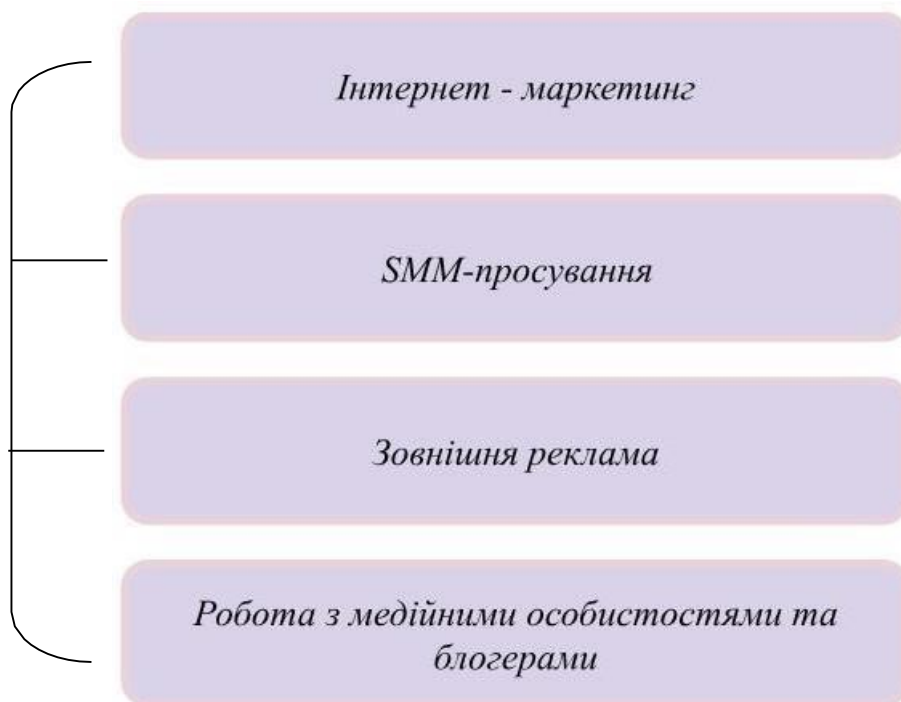 Інтернет - маркетинг
SMM-просування
Зовнішня реклама
Робота з медійними особистостями та
блогерами